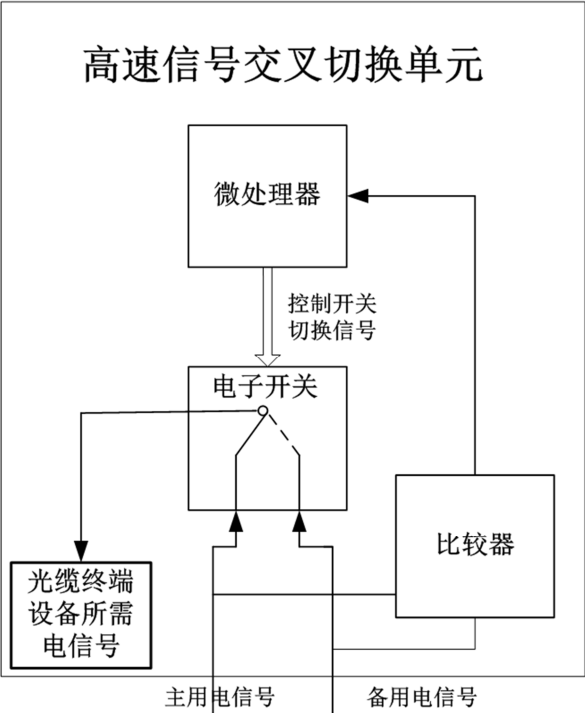 高速信号交叉切换单元
微处理器
控制开关
切换信号
电子开关
比较器
光缆终端
设备所需
电信号
主用电信号
备用电信号